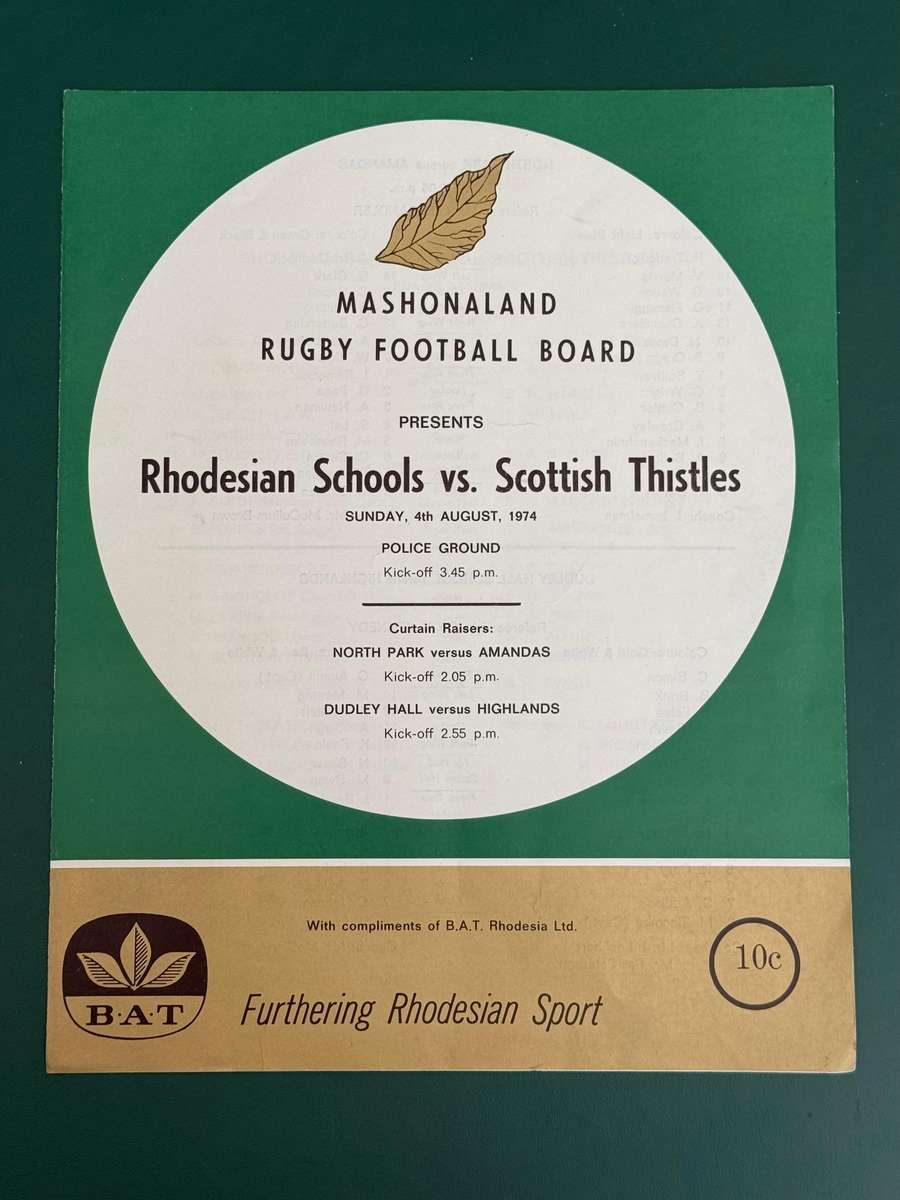 MASHONALAND
RUGBY FOOTBALL BOARD
PRESENTS
Rhodesian Schools vs. Scottish Thistles
SUNDAY, 4th AUGUST, 1974
POLICE GROUND
Kick-off 3.45 p.m.
Curtain Raisers:
NORTH PARK versus AMANDAS
Kick-off 2.05 p.m.
DUDLEY HALL versus HIGHLANDS
Kick-off 2.55 p.m.
With compliments of B.A.T. Rhodesia Ltd.
10c
B·A·T
Furthering Rhodesian Sport